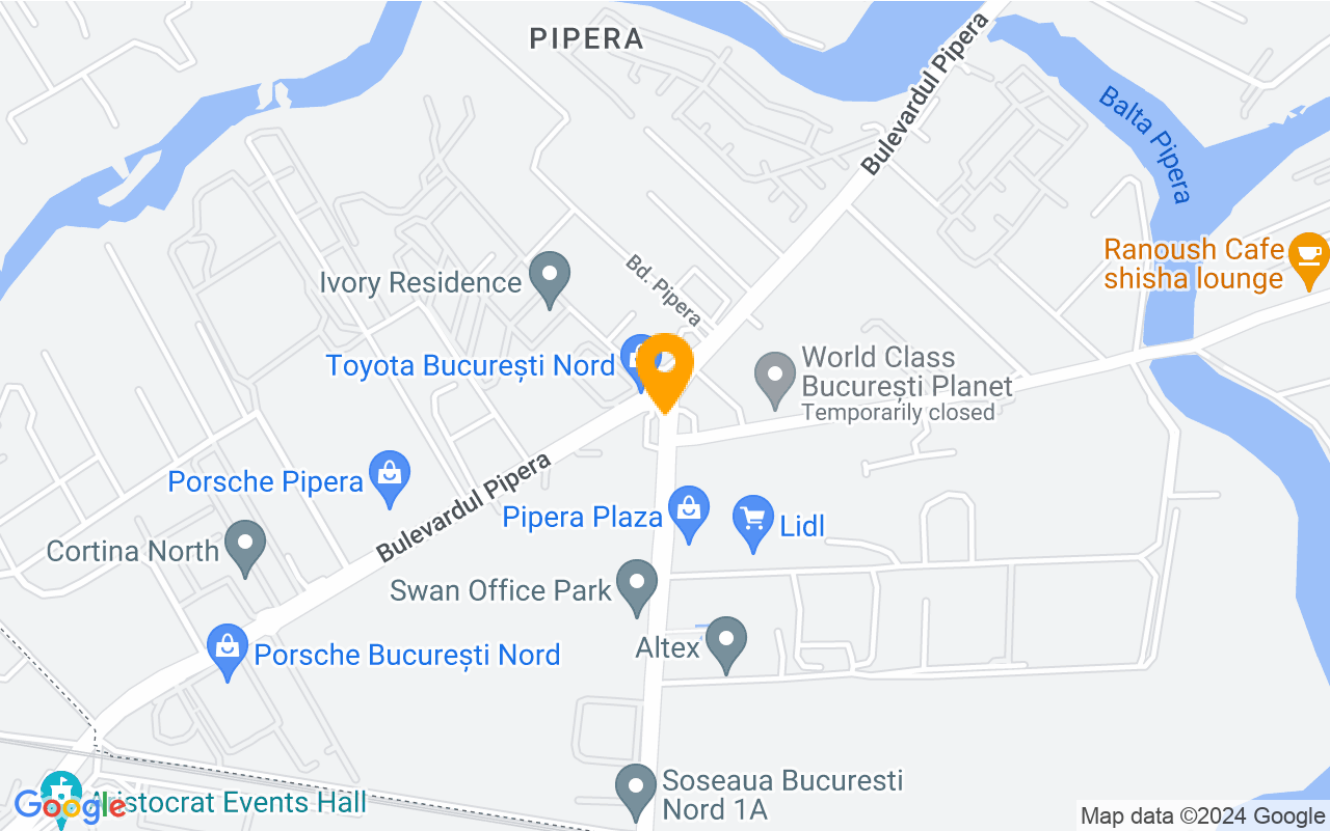 PIPERA
Bulevardul Pipera
Balta Pipera
Ranoush Cafe
shisha lounge
Bd. Pipera
Ivory Residence
Toyota București Nord
World Class
București Planet
Temporarily closed
Porsche Pipera
Bulevardul Pipera
Pipera Plaza
Lidl
Cortina North
Swan Office Park
Altex
Porsche București Nord
Soseaua Bucuresti
Nord 1A
Google
Aristocrat Events Hall
Map data ©2024 Google